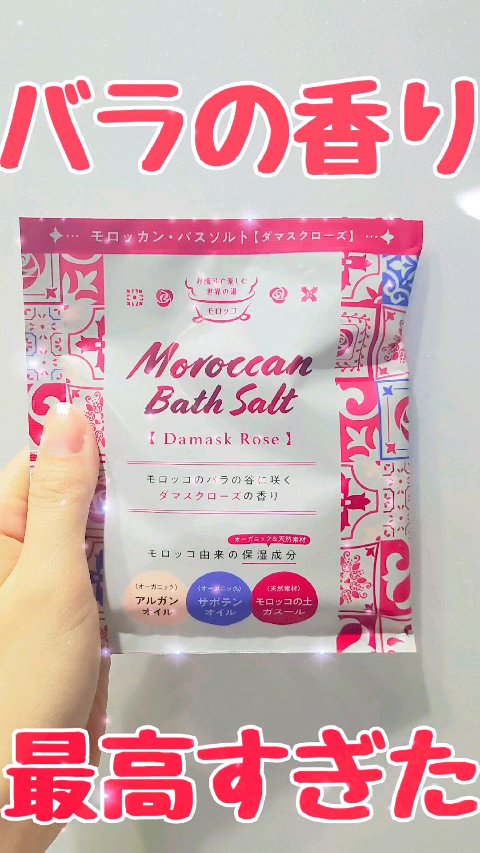 バラの香り
モロッカン・バスソルト【ダマスクローズ】
お風呂で楽しむ
世界の湯
モロッコ
Moroccan
Bath Salt
【Damask Rose】
モロッコのバラの谷に咲く
ダマスクローズの香り
オーガニック&天然素材
モロッコ由来の保湿成分
(オーガニック)
アルガン
オイル
(オーガニック)
サボテン
オイル
(天然素材)
モロッコの土
ガスール
最高すぎた